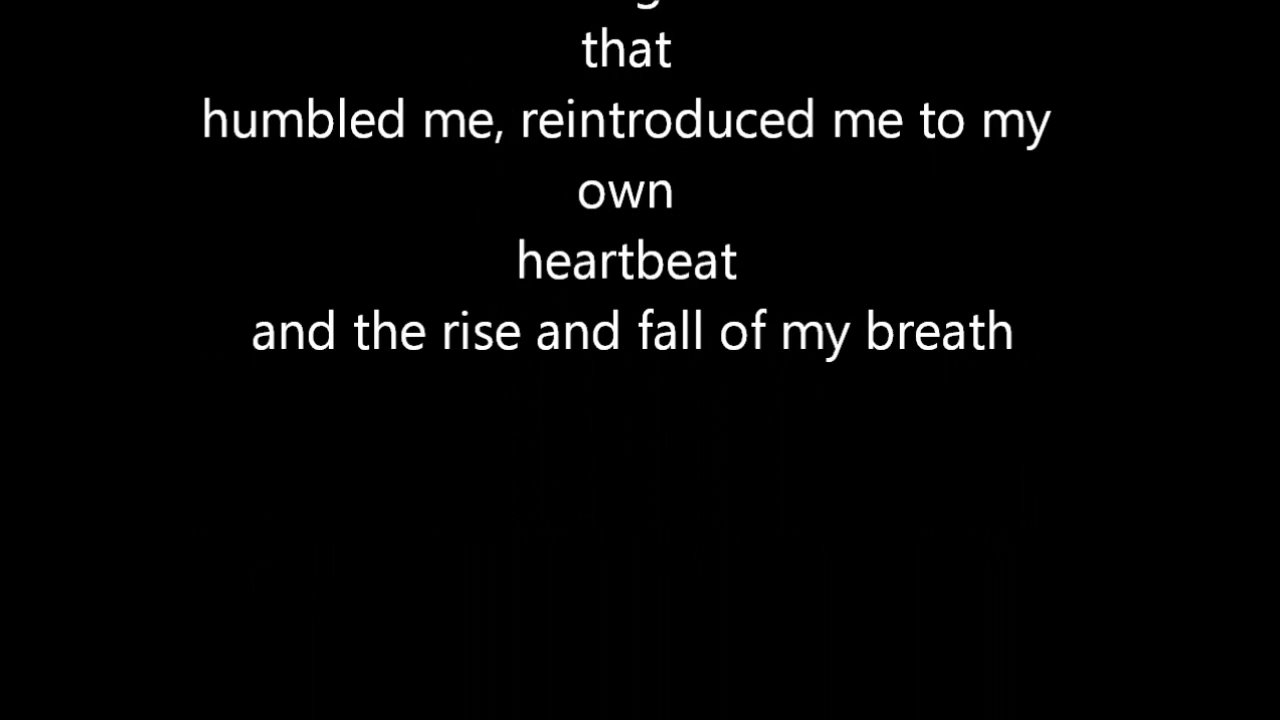 that
humbled me, reintroduced me to my
own
heartbeat
and the rise and fall of my breath